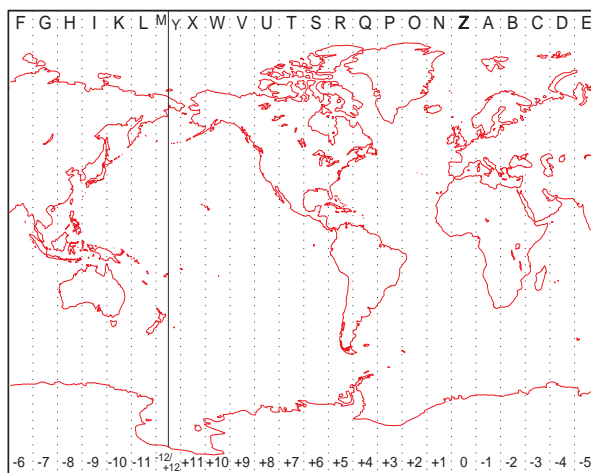 F G H I K L M Y X W V U T S R Q P O N Z A B C D E
-6 -7 -8 -9 -10 -11 -12/ +11 +10 +9 +8 +7 +6 +5 +4 +3 +2 +1 0 -1 -2 -3 -4 -5
+12